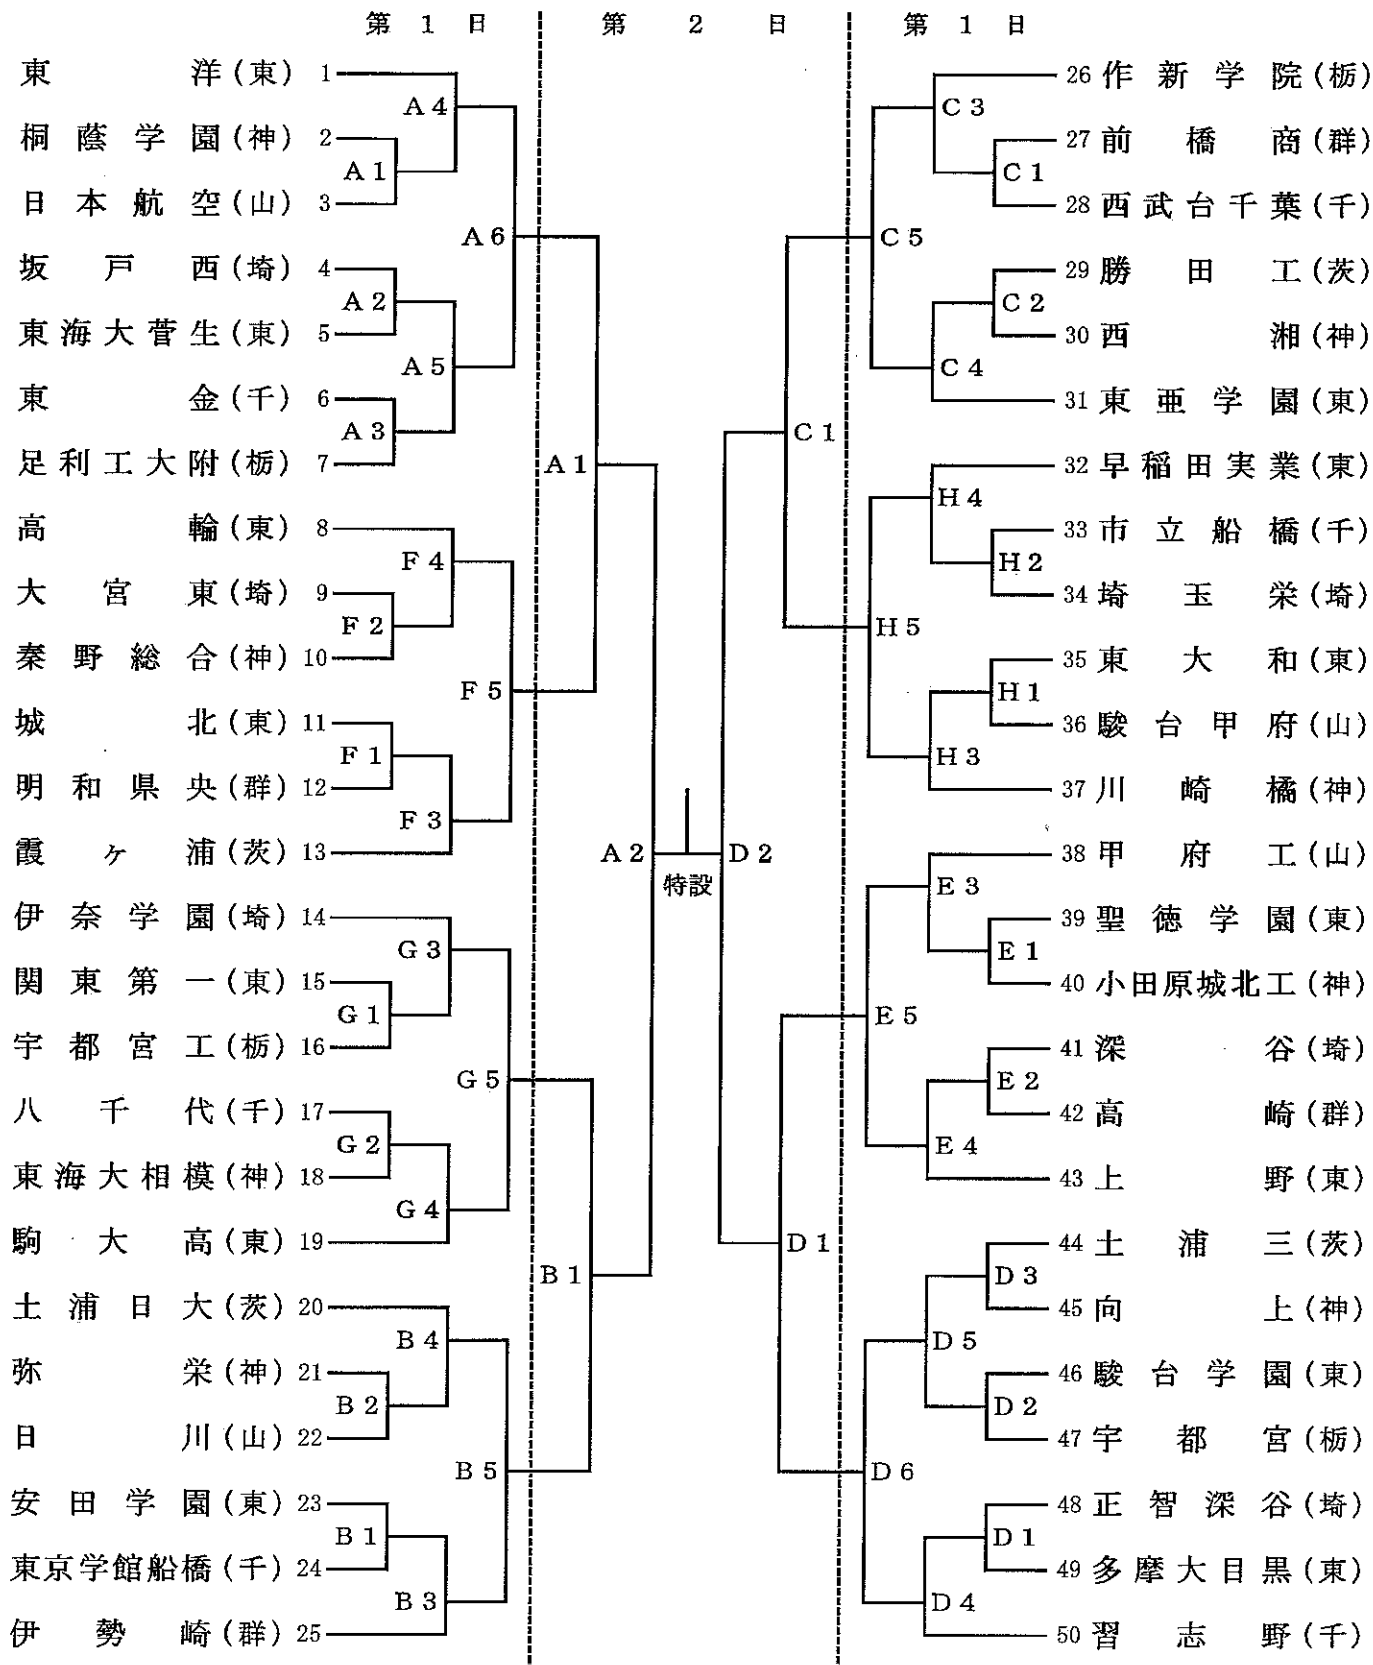 第1日 第2日 第1日
東洋(東) 1
A4
桐蔭学園(神) 2
A1
日本航空(山) 3
A6
坂戸西(埼) 4
A2
東海大菅生(東) 5
A5
東金(千) 6
A3
足利工大附(栃) 7
A1
高輪(東) 8
F4
大宮東(埼) 9
F2
秦野総合(神) 10
F5
城北(東) 11
F1
明和県央(群) 12
F3
霞ヶ浦(茨) 13
A2
伊奈学園(埼) 14
G3
関東第一(東) 15
G1
宇都宮工(栃) 16
G5
八千代(千) 17
G2
東海大相模(神) 18
G4
駒大高(東) 19
B1
土浦日大(茨) 20
B4
弥栄(神) 21
B2
日川(山) 22
B5
安田学園(東) 23
B1
東京学館船橋(千) 24
B3
伊勢崎(群) 25
特設
26 作新学院(栃)
C3
27 前橋商(群)
C1
28 西武台千葉(千)
C5
29 勝田工(茨)
C2
30 西湘(神)
C4
31 東亜学園(東)
C1
32 早稲田実業(東)
H4
33 市立船橋(千)
H2
34 埼玉栄(埼)
H5
35 東大和(東)
H1
36 駿台甲府(山)
H3
37 川崎橘(神)
D2
38 甲府工(山)
E3
39 聖徳学園(東)
E1
40 小田原城北工(神)
E5
41 深谷(埼)
E2
42 高崎(群)
E4
43 上野(東)
D1
44 土浦三(茨)
D3
45 向上(神)
D5
46 駿台学園(東)
D2
47 宇都宮(栃)
D6
48 正智深谷(埼)
D1
49 多摩大目黒(東)
D4
50 習志野(千)